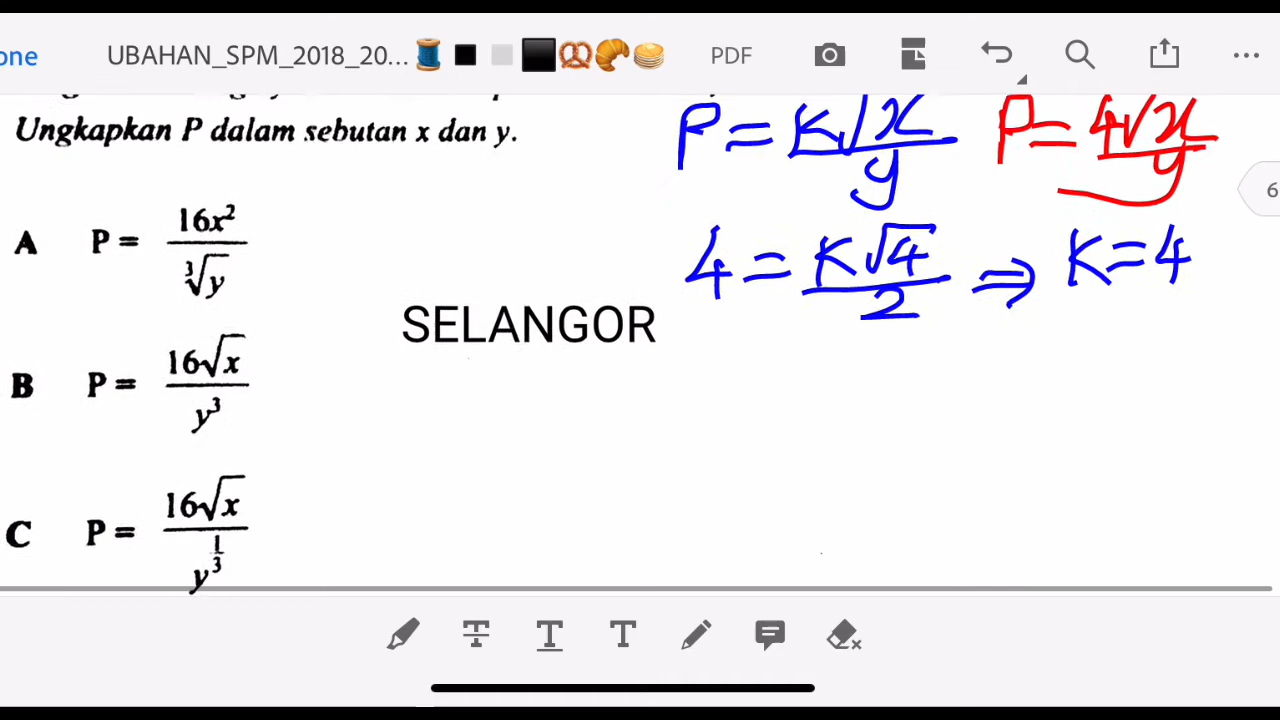 one UBAHAN_SPM_2018_20... PDF
Ungkapkan P dalam sebutan x dan y.
P = K√x/y P = 4√x/y
6
A P = 16x²/∛y
4 = K√4/2 ⇒ K = 4
SELANGOR
B P = 16√x/y³
C P = 16√x/y^(1/3)